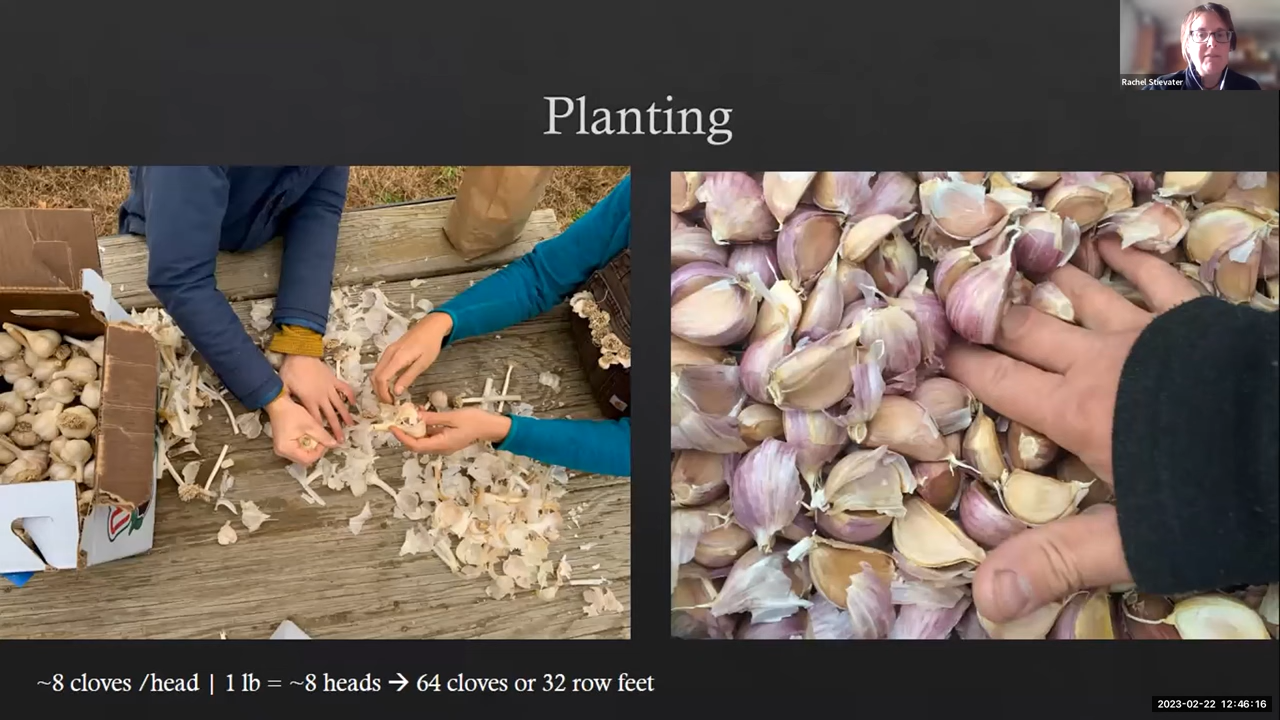 Rachel Stievater
Planting
~8 cloves /head | 1 lb = ~8 heads → 64 cloves or 32 row feet
2023-02-22 12:46:16